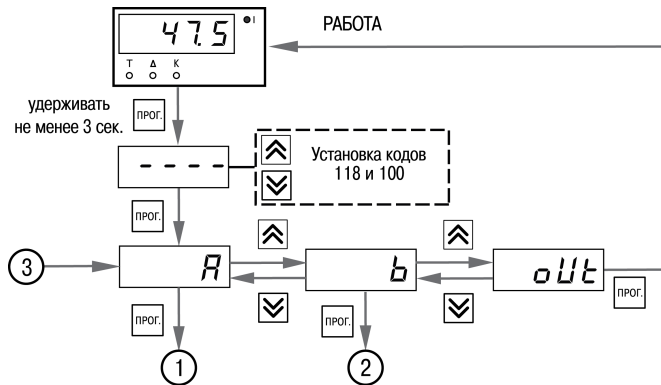 47.5
I
РАБОТА
T Δ K
удерживать
не менее 3 сек.
ПРОГ.
- - - -
Установка кодов
118 и 100
ПРОГ.
3
A
b
oUt
ПРОГ.
ПРОГ.
ПРОГ.
1
2